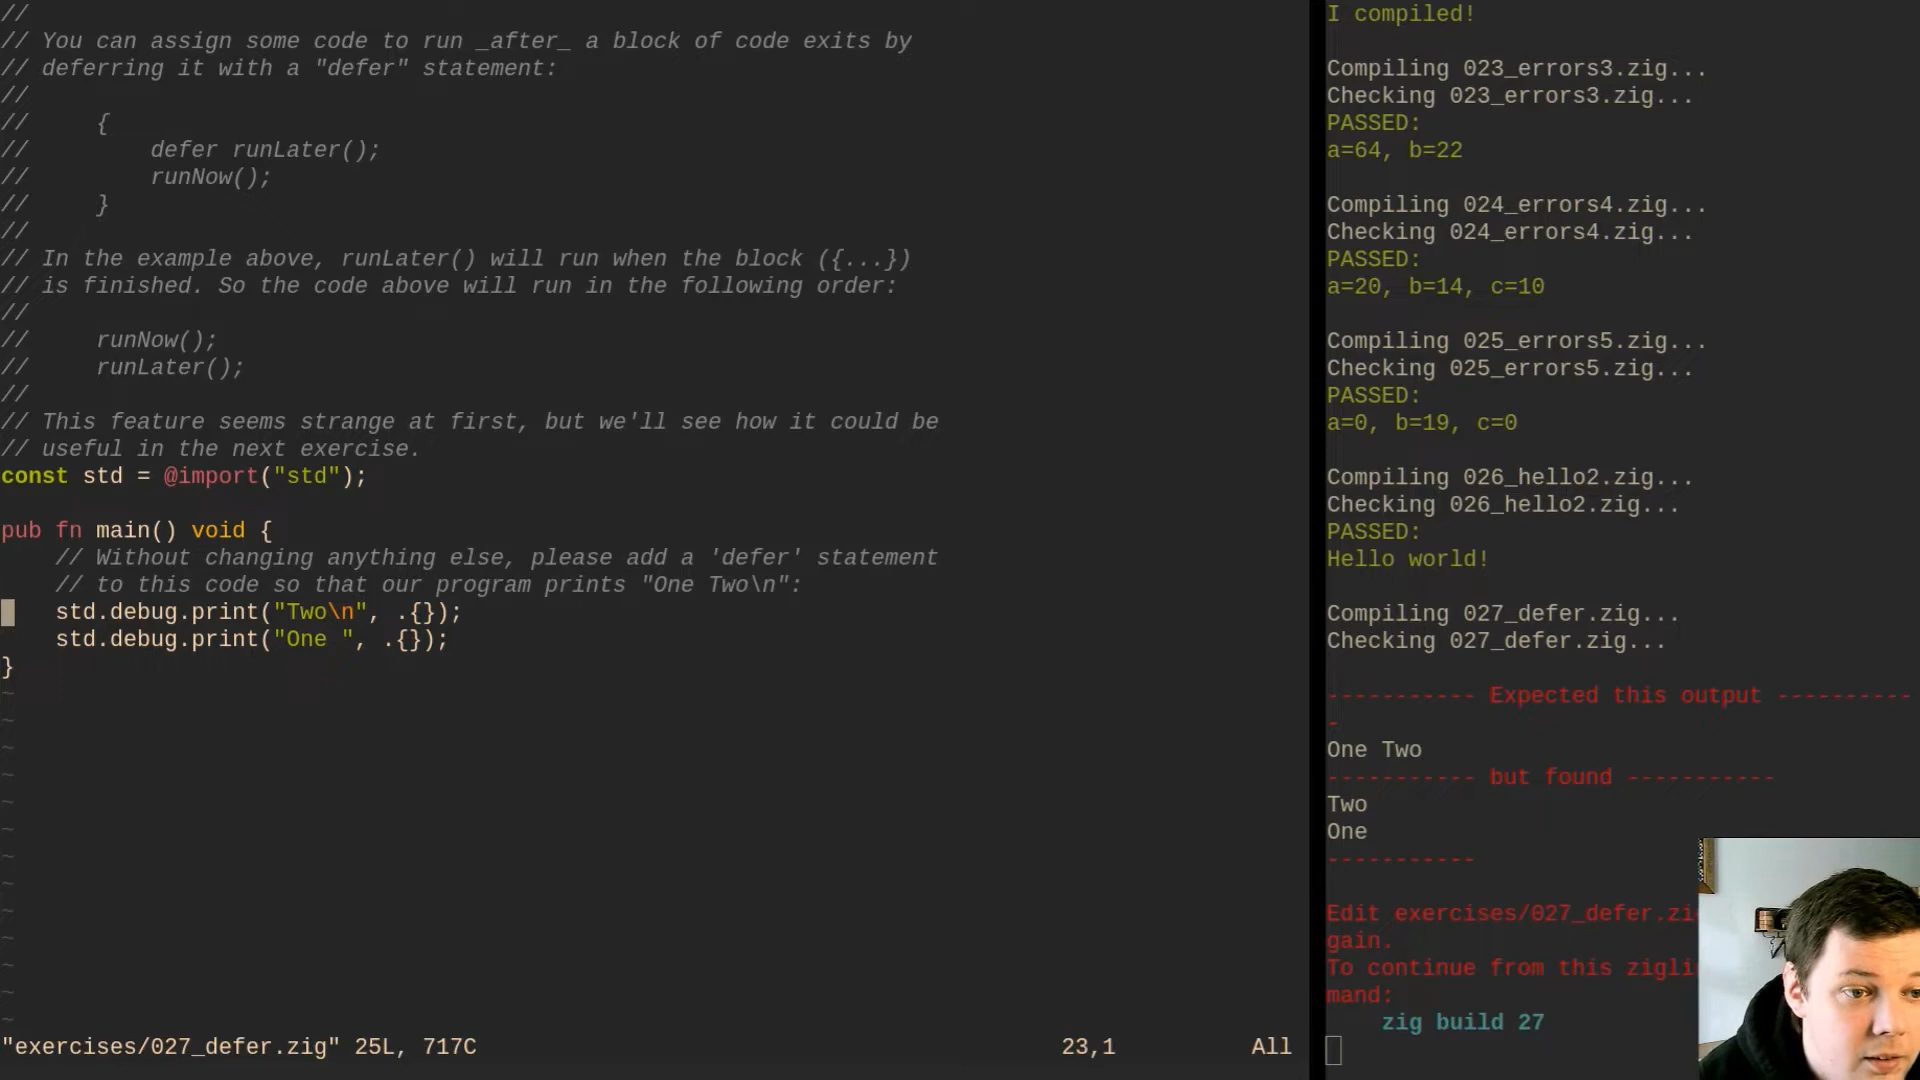 //
// You can assign some code to run _after_ a block of code exits by
// deferring it with a "defer" statement:
//
//     {
//         defer runLater();
//         runNow();
//     }
//
// In the example above, runLater() will run when the block ({...})
// is finished. So the code above will run in the following order:
//
//     runNow();
//     runLater();
//
// This feature seems strange at first, but we'll see how it could be
// useful in the next exercise.
const std = @import("std");
pub fn main() void {
    // Without changing anything else, please add a 'defer' statement
    // to this code so that our program prints "One Two\n":
    std.debug.print("Two\n", .{});
    std.debug.print("One ", .{});
}
~
~
~
~
~
~
~
~
~
~
~
~
~
"exercises/027_defer.zig" 25L, 717C 23,1 All
I compiled!
Compiling 023_errors3.zig...
Checking 023_errors3.zig...
PASSED:
a=64, b=22
Compiling 024_errors4.zig...
Checking 024_errors4.zig...
PASSED:
a=20, b=14, c=10
Compiling 025_errors5.zig...
Checking 025_errors5.zig...
PASSED:
a=0, b=19, c=0
Compiling 026_hello2.zig...
Checking 026_hello2.zig...
PASSED:
Hello world!
Compiling 027_defer.zig...
Checking 027_defer.zig...
----------- Expected this output ----------
-
One Two
----------- but found -----------
Two
One
-----------
Edit exercises/027_defer.zi
gain.
To continue from this zigli
mand:
    zig build 27